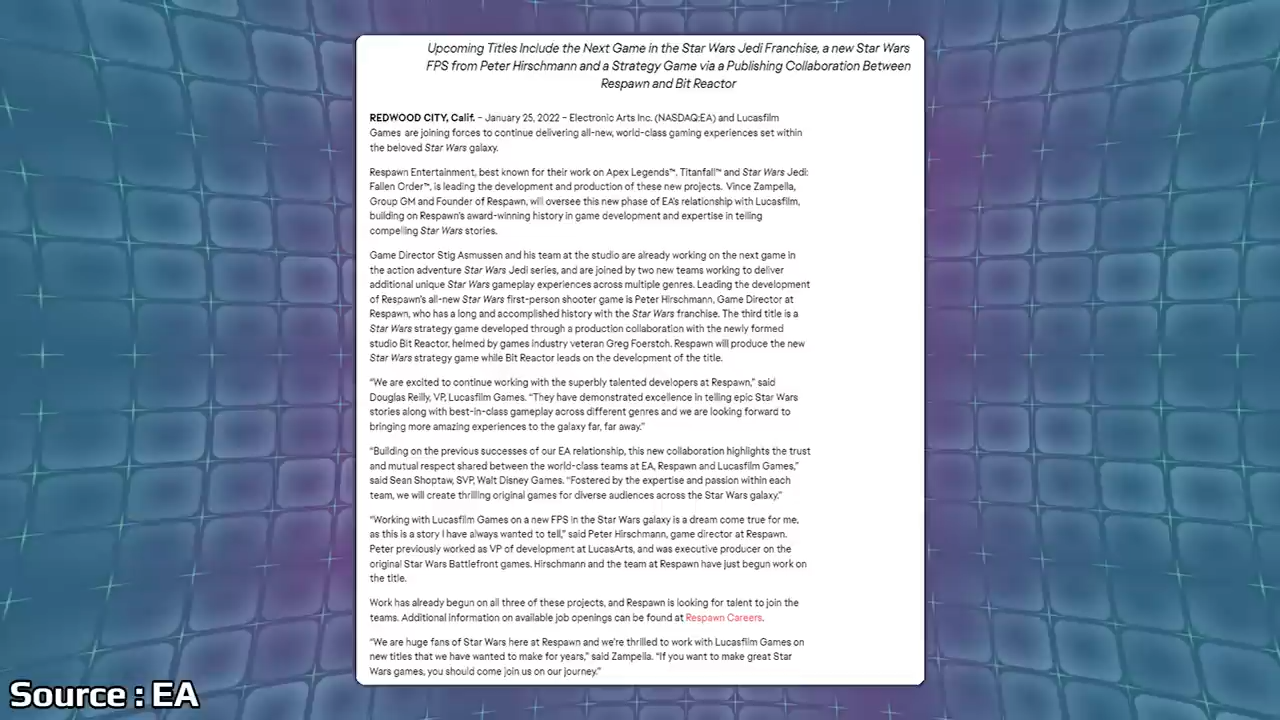 Upcoming Titles Include the Next Game in the Star Wars Jedi Franchise, a new Star Wars
FPS from Peter Hirschmann and a Strategy Game via a Publishing Collaboration Between
Respawn and Bit Reactor
REDWOOD CITY, Calif. – January 25, 2022 – Electronic Arts Inc. (NASDAQ:EA) and Lucasfilm
Games are joining forces to continue delivering all-new, world-class gaming experiences set within
the beloved Star Wars galaxy.
Respawn Entertainment, best known for their work on Apex Legends™, Titanfall™ and Star Wars Jedi:
Fallen Order™, is leading the development and production of these new projects. Vince Zampella,
Group GM and Founder of Respawn, will oversee this new phase of EA's relationship with Lucasfilm,
building on Respawn's award-winning history in game development and expertise in telling
compelling Star Wars stories.
Game Director Stig Asmussen and his team at the studio are already working on the next game in
the action adventure Star Wars Jedi series, and are joined by two new teams working to deliver
additional unique Star Wars gameplay experiences across multiple genres. Leading the development
of Respawn's all-new Star Wars first-person shooter game is Peter Hirschmann, Game Director at
Respawn, who has a long and accomplished history with the Star Wars franchise. The third title is a
Star Wars strategy game developed through a production collaboration with the newly formed
studio Bit Reactor, helmed by games industry veteran Greg Foerstch. Respawn will produce the new
Star Wars strategy game while Bit Reactor leads on the development of the title.
"We are excited to continue working with the superbly talented developers at Respawn," said
Douglas Reilly, VP, Lucasfilm Games. "They have demonstrated excellence in telling epic Star Wars
stories along with best-in-class gameplay across different genres and we are looking forward to
bringing more amazing experiences to the galaxy far, far away."
"Building on the previous successes of our EA relationship, this new collaboration highlights the trust
and mutual respect shared between the world-class teams at EA, Respawn and Lucasfilm Games,"
said Sean Shoptaw, SVP, Walt Disney Games. "Fostered by the expertise and passion within each
team, we will create thrilling original games for diverse audiences across the Star Wars galaxy."
"Working with Lucasfilm Games on a new FPS in the Star Wars galaxy is a dream come true for me,
as this is a story I have always wanted to tell," said Peter Hirschmann, game director at Respawn.
Peter previously worked as VP of development at LucasArts, and was executive producer on the
original Star Wars Battlefront games. Hirschmann and the team at Respawn have just begun work on
the title.
Work has already begun on all three of these projects, and Respawn is looking for talent to join the
teams. Additional information on available job openings can be found at Respawn Careers.
"We are huge fans of Star Wars here at Respawn and we're thrilled to work with Lucasfilm Games on
new titles that we have wanted to make for years," said Zampella. "If you want to make great Star
Wars games, you should come join us on our journey."
Source : EA